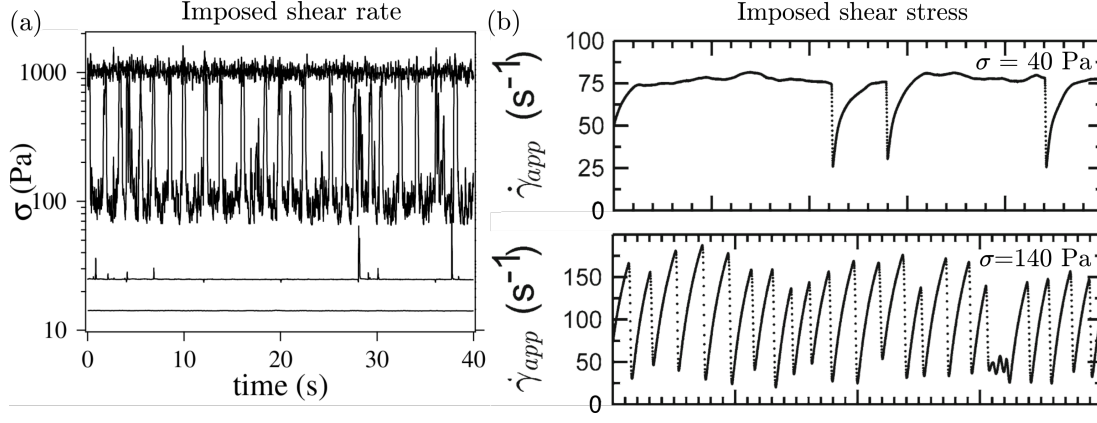 (a)
Imposed shear rate
σ (Pa)
1000
100
10
0
10
20
30
40
time (s)
(b)
Imposed shear stress
γ̇app (s-1)
100
75
50
25
0
σ = 40 Pa
γ̇app (s-1)
150
100
50
0
σ=140 Pa